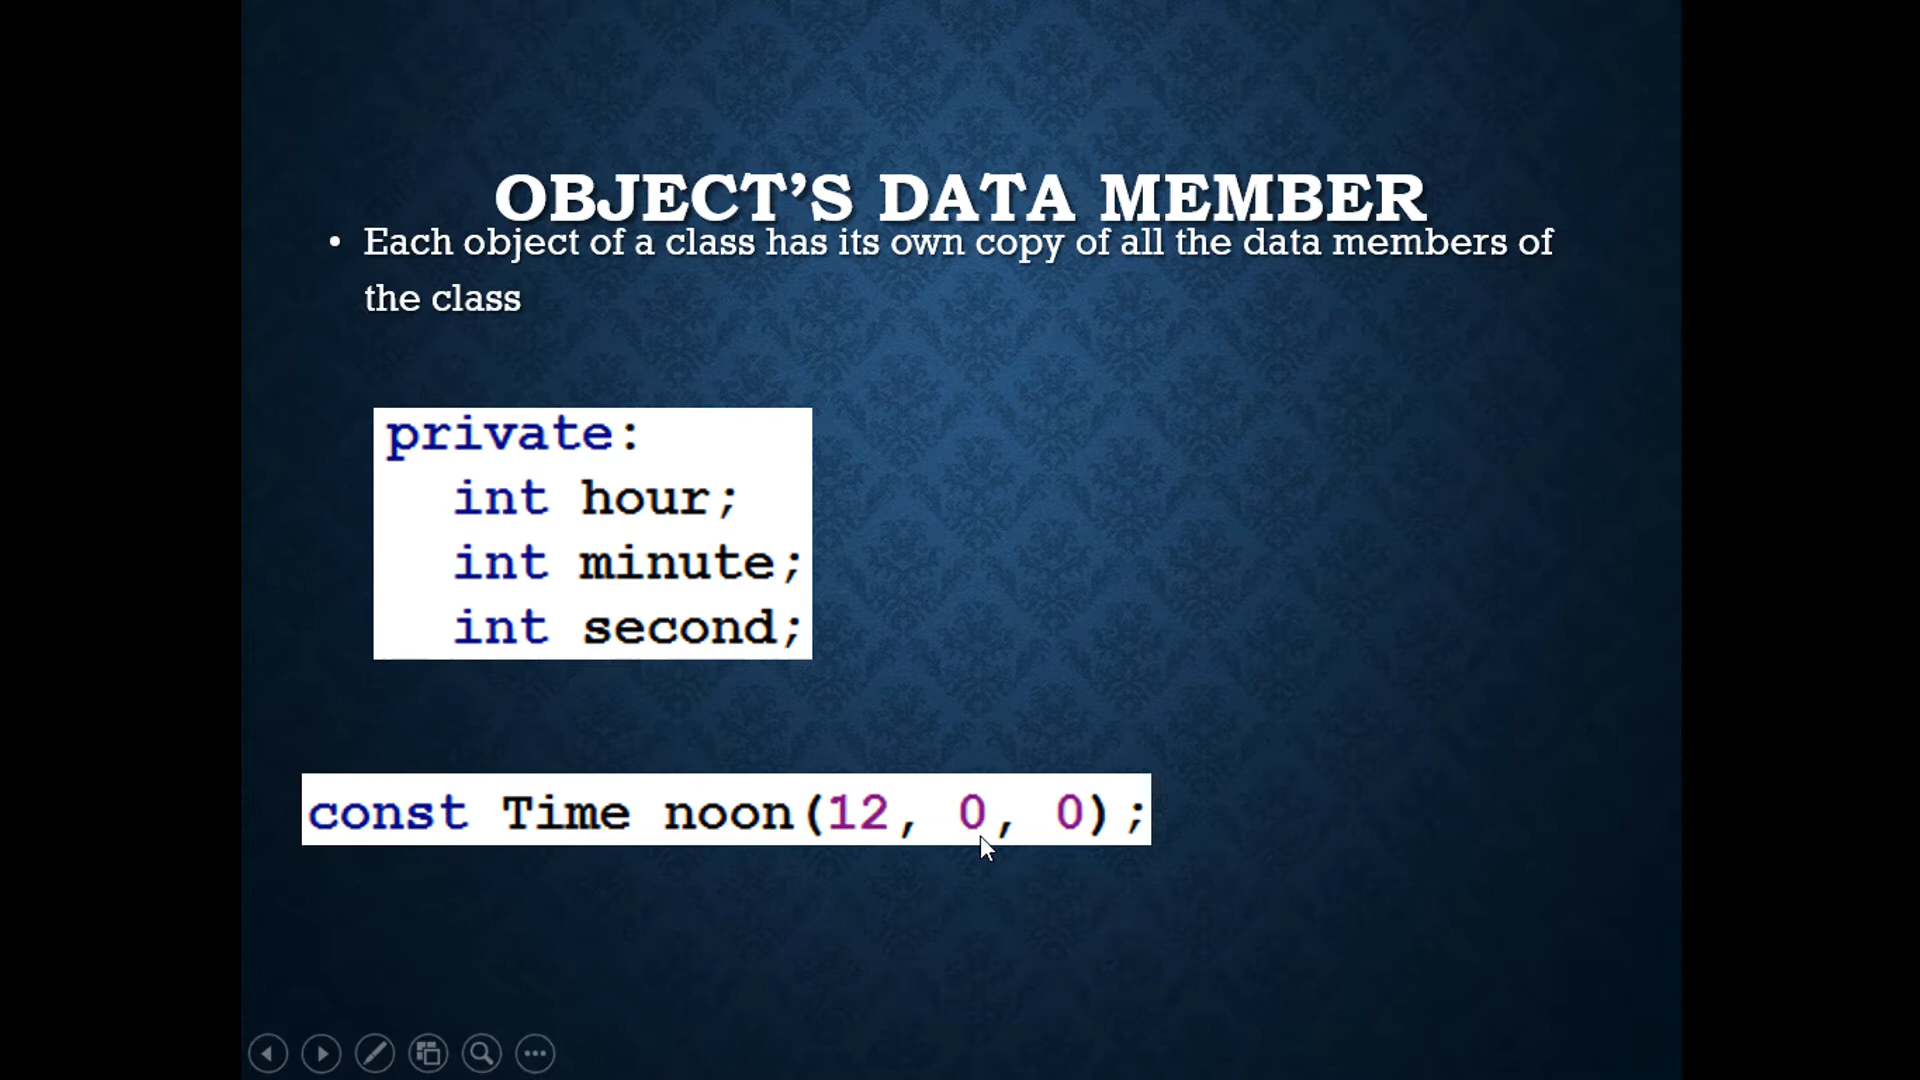 OBJECT’S DATA MEMBER
• Each object of a class has its own copy of all the data members of
the class
private:
int hour;
int minute;
int second;
const Time noon(12, 0, 0);